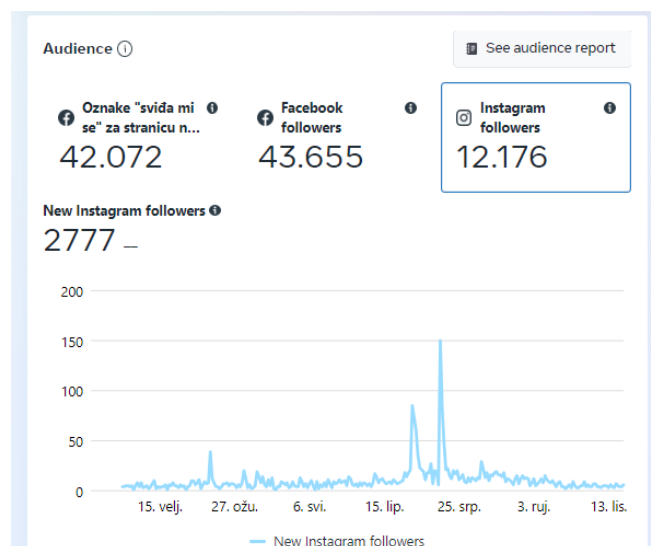 Audience
See audience report
Oznake "sviđa mi
se" za stranicu n...
42.072
Facebook
followers
43.655
Instagram
followers
12.176
New Instagram followers
2777 --
200
150
100
50
0
15. velj.
27. ožu.
6. svi.
15. lip.
25. srp.
3. ruj.
13. lis.
New Instagram followers